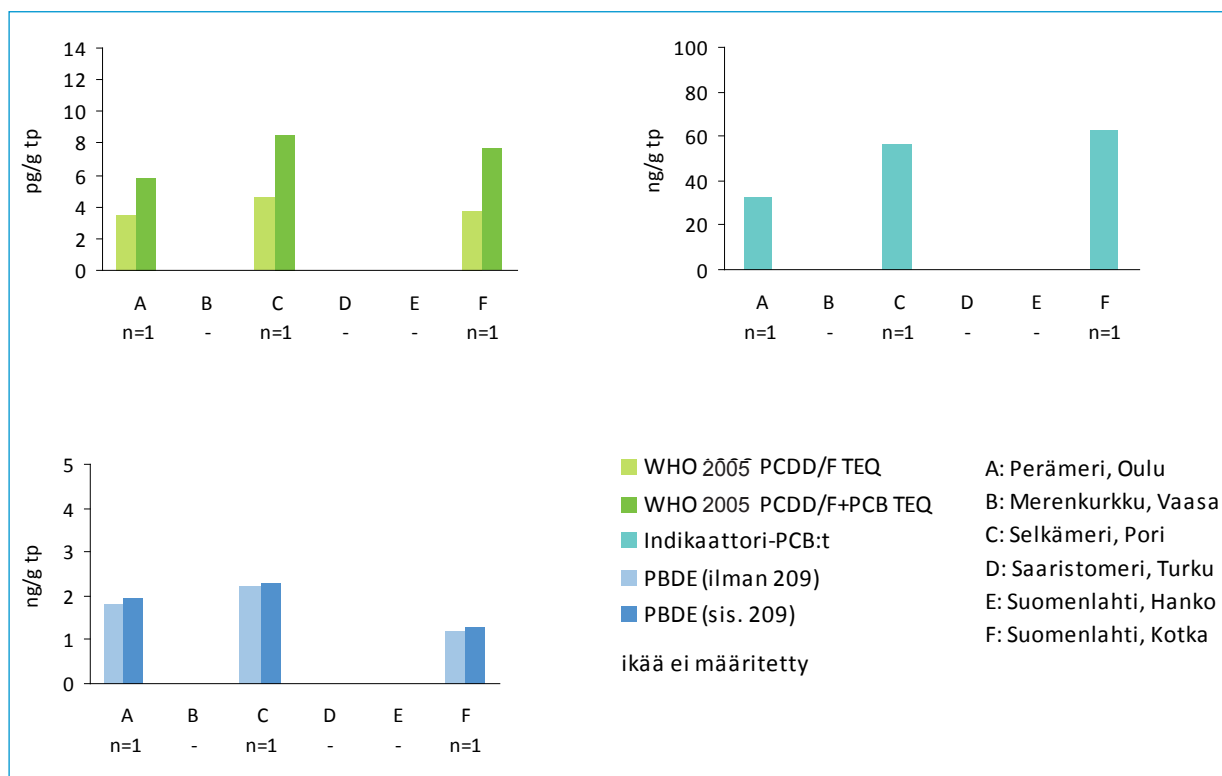 14
12
10
8
6
4
2
0
pg/g tp
A B C D E F
n=1 - n=1 - - n=1
100
80
60
40
20
0
ng/g tp
A B C D E F
n=1 - n=1 - - n=1
5
4
3
2
1
0
ng/g tp
A B C D E F
n=1 - n=1 - - n=1
WHO 2005 PCDD/F TEQ
WHO 2005 PCDD/F+PCB TEQ
Indikaattori-PCB:t
PBDE (ilman 209)
PBDE (sis. 209)
ikää ei määritetty
A: Perämeri, Oulu
B: Merenkurkku, Vaasa
C: Selkämeri, Pori
D: Saaristomeri, Turku
E: Suomenlahti, Hanko
F: Suomenlahti, Kotka